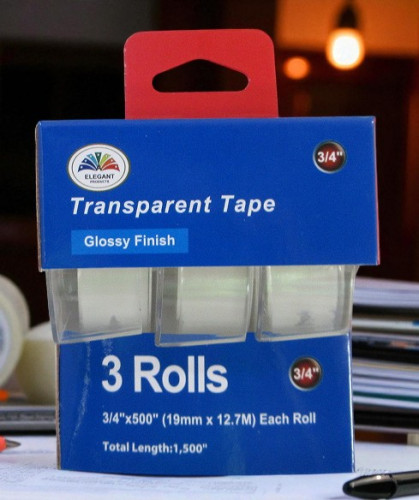 3/4"
ELEGANT
PRODUCTS
Transparent Tape
Glossy Finish
3 Rolls
3/4"
3/4"x500" (19mm x 12.7M) Each Roll
Total Length:1,500"